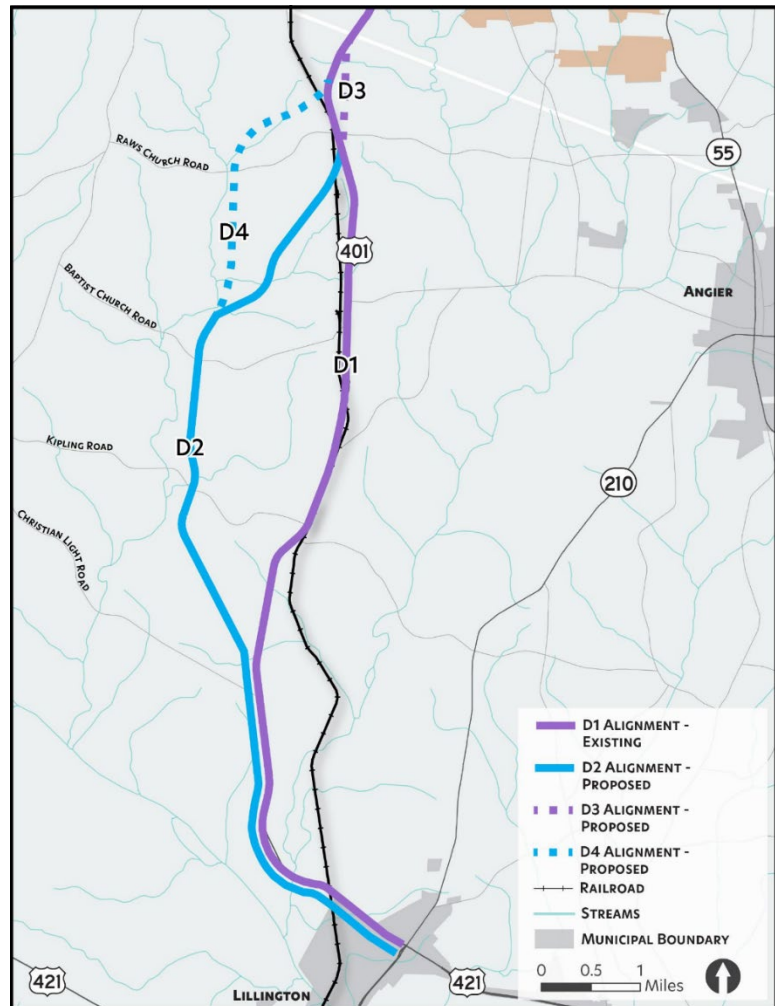 D3
RAWS CHURCH ROAD
55
D4
401
BAPTIST CHURCH ROAD
ANGIER
D1
KIPLING ROAD
D2
210
CHRISTIAN LIGHT
ROAD
D1 ALIGNMENT -
EXISTING
D2 ALIGNMENT -
PROPOSED
D3 ALIGNMENT -
PROPOSED
D4 ALIGNMENT -
PROPOSED
RAILROAD
STREAMS
MUNICIPAL BOUNDARY
0 0.5 1
Miles
421
LILLINGTON
421